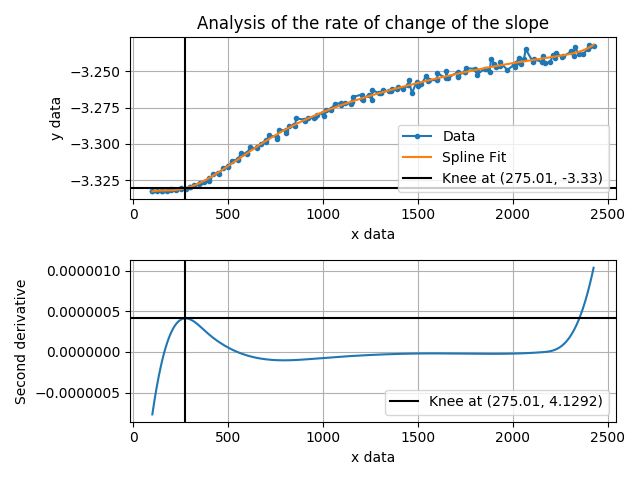 Analysis of the rate of change of the slope
y data
−3.250
−3.275
−3.300
−3.325
Data
Spline Fit
Knee at (275.01, -3.33)
0 500 1000 1500 2000 2500
x data
Second derivative
0.0000010
0.0000005
0.0000000
−0.0000005
Knee at (275.01, 4.1292)
0 500 1000 1500 2000 2500
x data